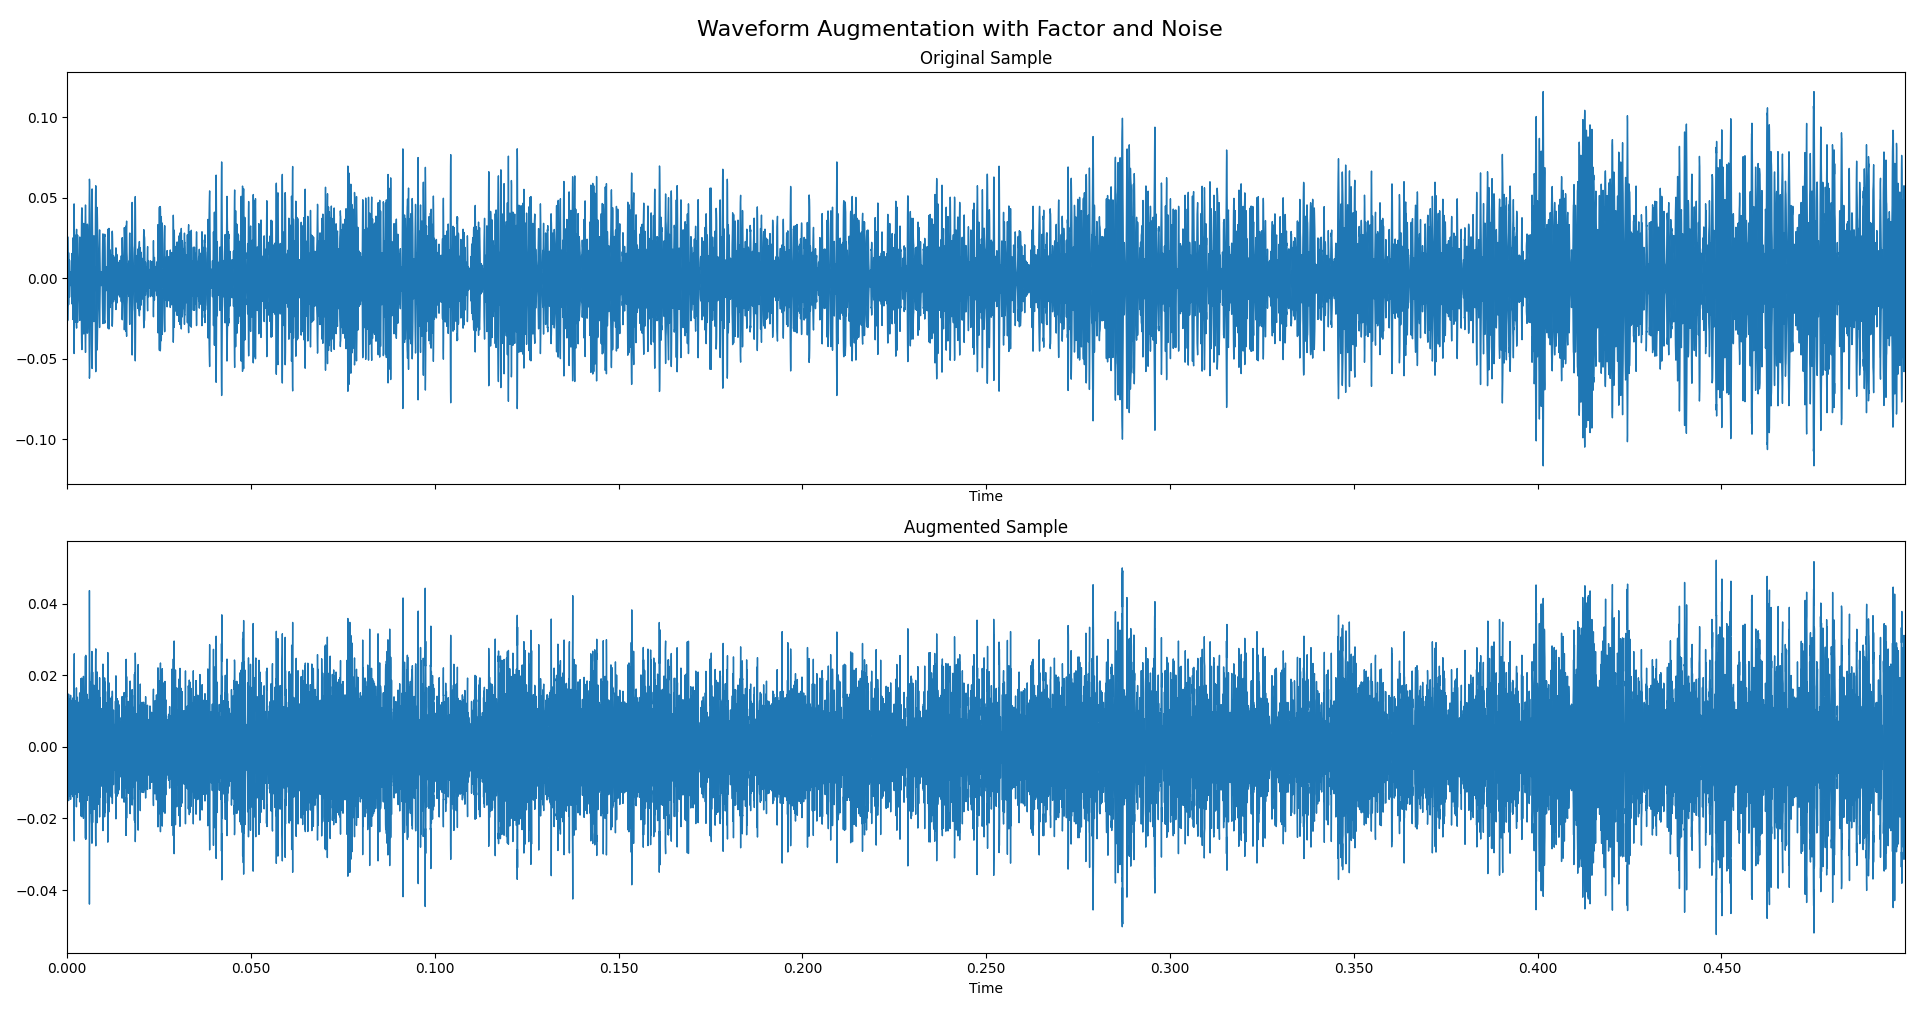 Waveform Augmentation with Factor and Noise
Original Sample
0.10
0.05
0.00
−0.05
−0.10
Time
Augmented Sample
0.04
0.02
0.00
−0.02
−0.04
0.000 0.050 0.100 0.150 0.200 0.250 0.300 0.350 0.400 0.450
Time